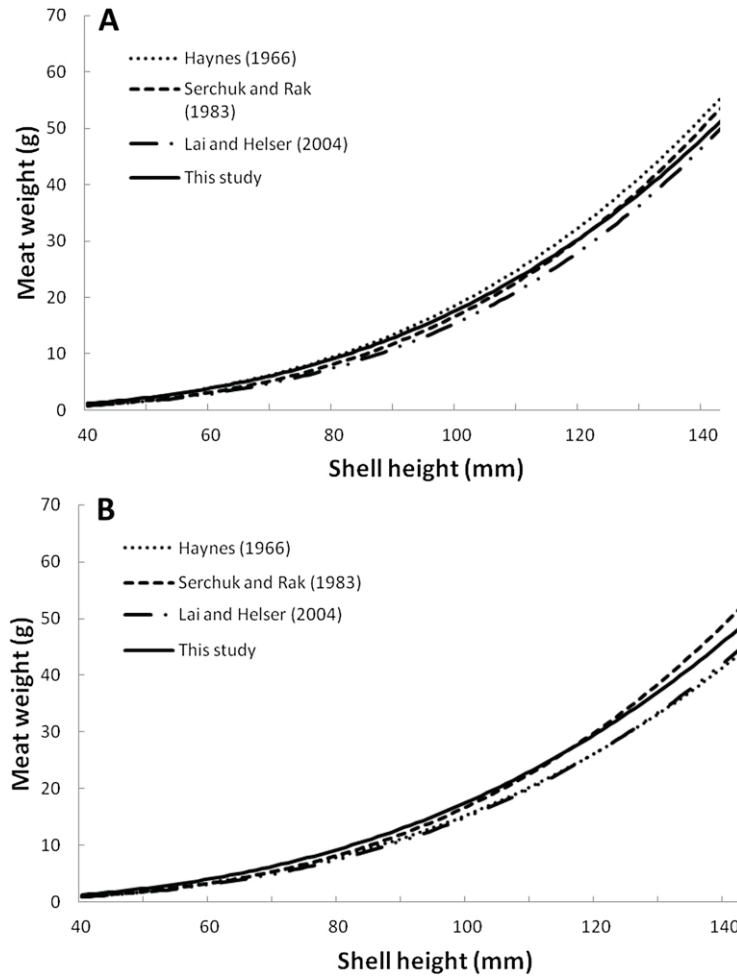 A
70
60
50
40
30
20
10
0
Meat weight (g)
Haynes (1966)
Serchuk and Rak
(1983)
Lai and Helser (2004)
This study
40 60 80 100 120 140
Shell height (mm)
B
70
60
50
40
30
20
10
0
Meat weight (g)
Haynes (1966)
Serchuk and Rak (1983)
Lai and Helser (2004)
This study
40 60 80 100 120 140
Shell height (mm)